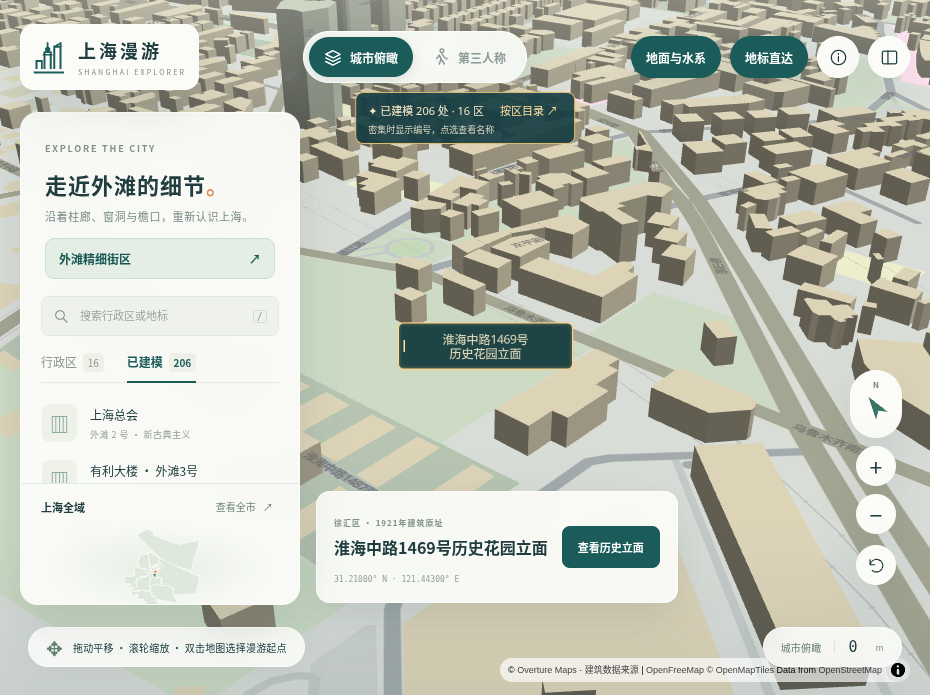 上海漫游
SHANGHAI EXPLORER
城市俯瞰
第三人称
地面与水系
地标直达
✦ 已建模 206 处 · 16 区 按区目录 ↗
密集时显示编号，点选查看名称
EXPLORE THE CITY
走近外滩的细节。
沿着柱廊、窗洞与檐口，重新认识上海。
外滩精细街区 ↗
搜索行政区或地标 /
行政区 16
已建模 206
上海总会
外滩 2 号 · 新古典主义
有利大楼 · 外滩3号
上海全域
查看全市 ↗
淮海中路1469号
历史花园立面
N
+
−
徐汇区 · 1921年建筑原址
淮海中路1469号历史花园立面
31.21000° N · 121.44300° E
查看历史立面
拖动平移 · 滚轮缩放 · 双击地图选择漫游起点
城市俯瞰 0 m
© Overture Maps · 建筑数据来源 | OpenFreeMap © OpenMapTiles Data from OpenStreetMap